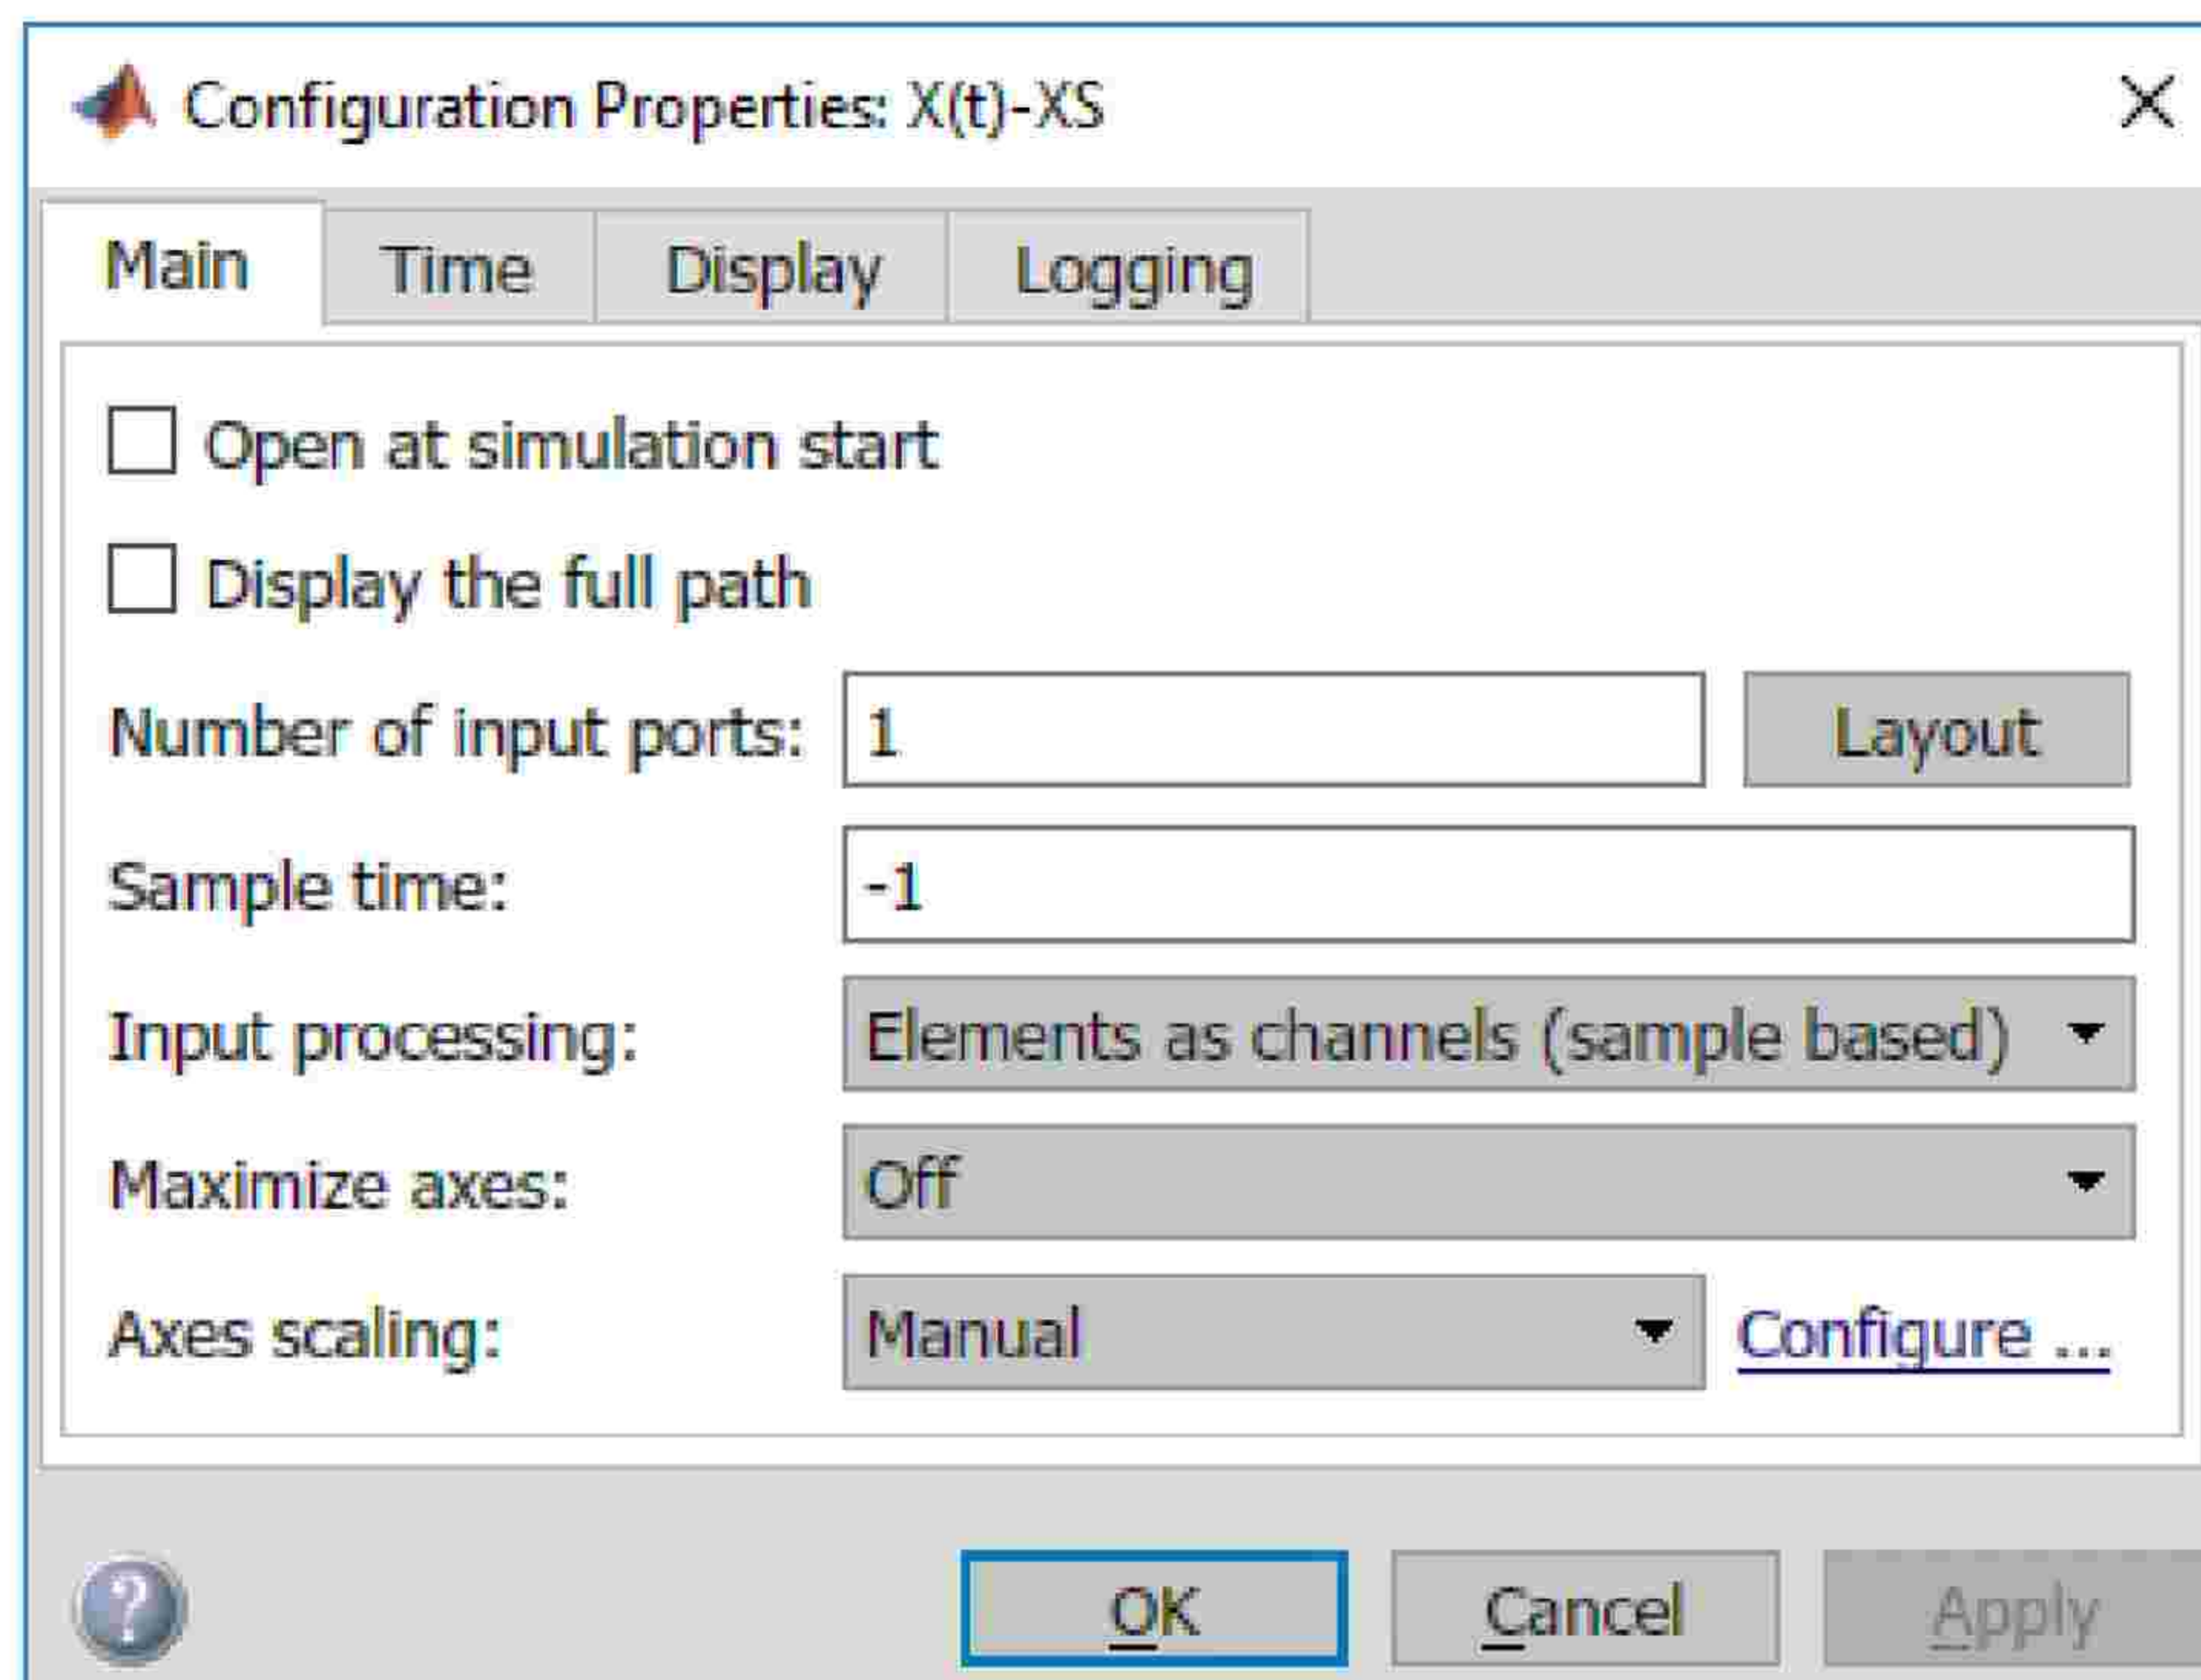 Configuration Properties: X(t)-XS
Main Time Display Logging
Open at simulation start
Display the full path
Number of input ports: 1 Layout
Sample time: -1
Input processing: Elements as channels (sample based)
Maximize axes: Off
Axes scaling: Manual Configure ...
? OK Cancel Apply